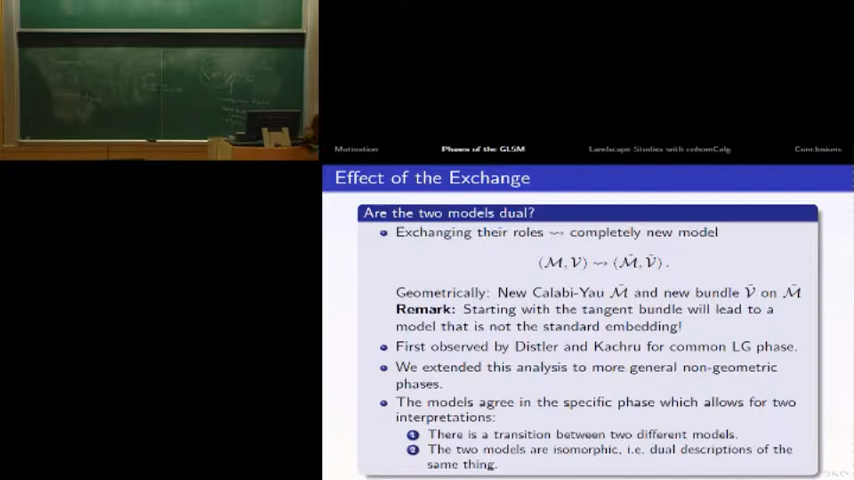 Motivation Phases of the GLSM Landscape Studies with cohomCalg Conclusions
Effect of the Exchange
Are the two models dual?
Exchanging their roles ⇝ completely new model
(M, V) ⇝ (M̃, Ṽ).
Geometrically: New Calabi-Yau M̃ and new bundle Ṽ on M̃
Remark: Starting with the tangent bundle will lead to a
model that is not the standard embedding!
First observed by Distler and Kachru for common LG phase.
We extended this analysis to more general non-geometric
phases.
The models agree in the specific phase which allows for two
interpretations:
1 There is a transition between two different models.
2 The two models are isomorphic, i.e. dual descriptions of the
same thing.